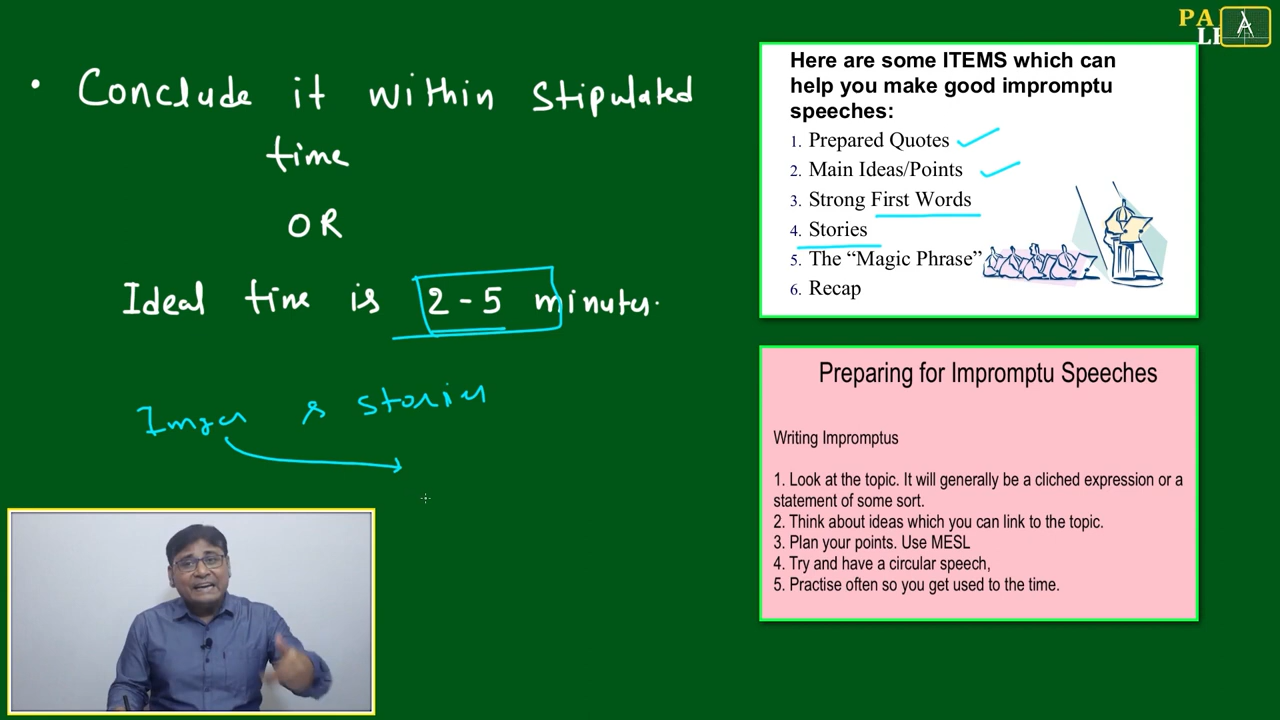 • Conclude it within stipulated
time
OR
Ideal time is 2-5 minutes.
& stories
PA
LE
Here are some ITEMS which can
help you make good impromptu
speeches:
1. Prepared Quotes
2. Main Ideas/Points
3. Strong First Words
4. Stories
5. The “Magic Phrase”
6. Recap
Preparing for Impromptu Speeches
Writing Impromptus
1. Look at the topic. It will generally be a cliched expression or a
statement of some sort.
2. Think about ideas which you can link to the topic.
3. Plan your points. Use MESL
4. Try and have a circular speech,
5. Practise often so you get used to the time.